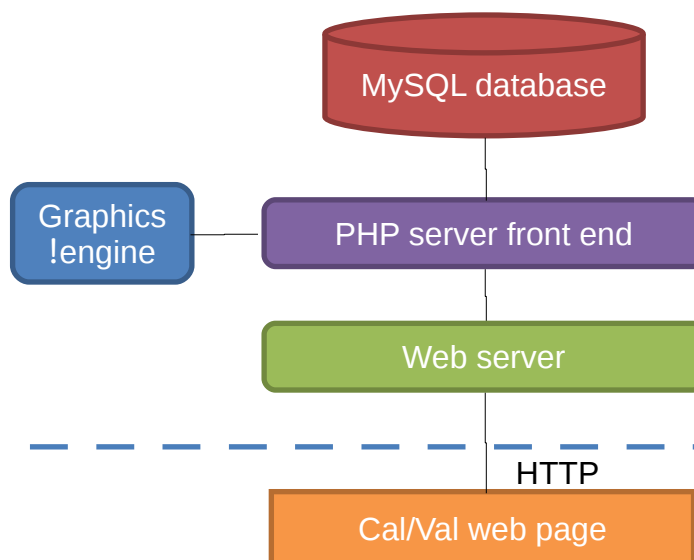 MySQL database
Graphics
!engine
PHP server front end
Web server
HTTP
Cal/Val web page